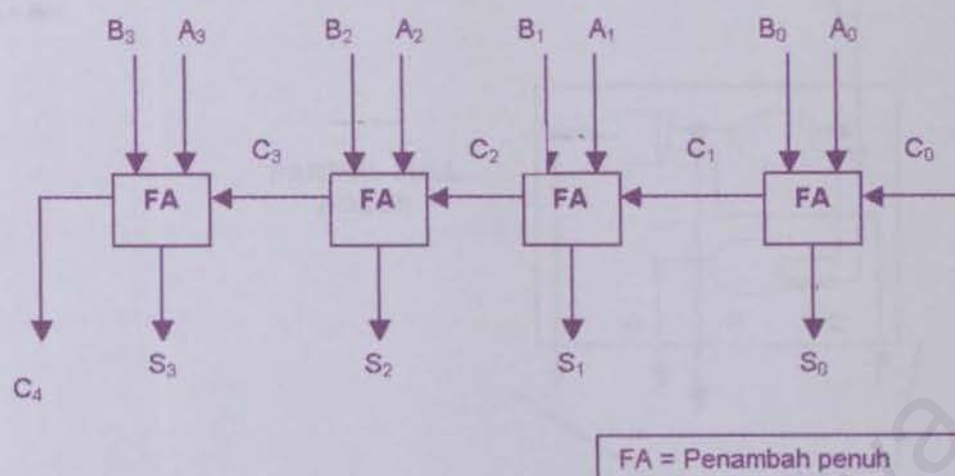 B₃ A₃ B₂ A₂ B₁ A₁ B₀ A₀
C₃ C₂ C₁ C₀
FA FA FA FA
S₃ S₂ S₁ S₀
C₄
FA = Penambah penuh